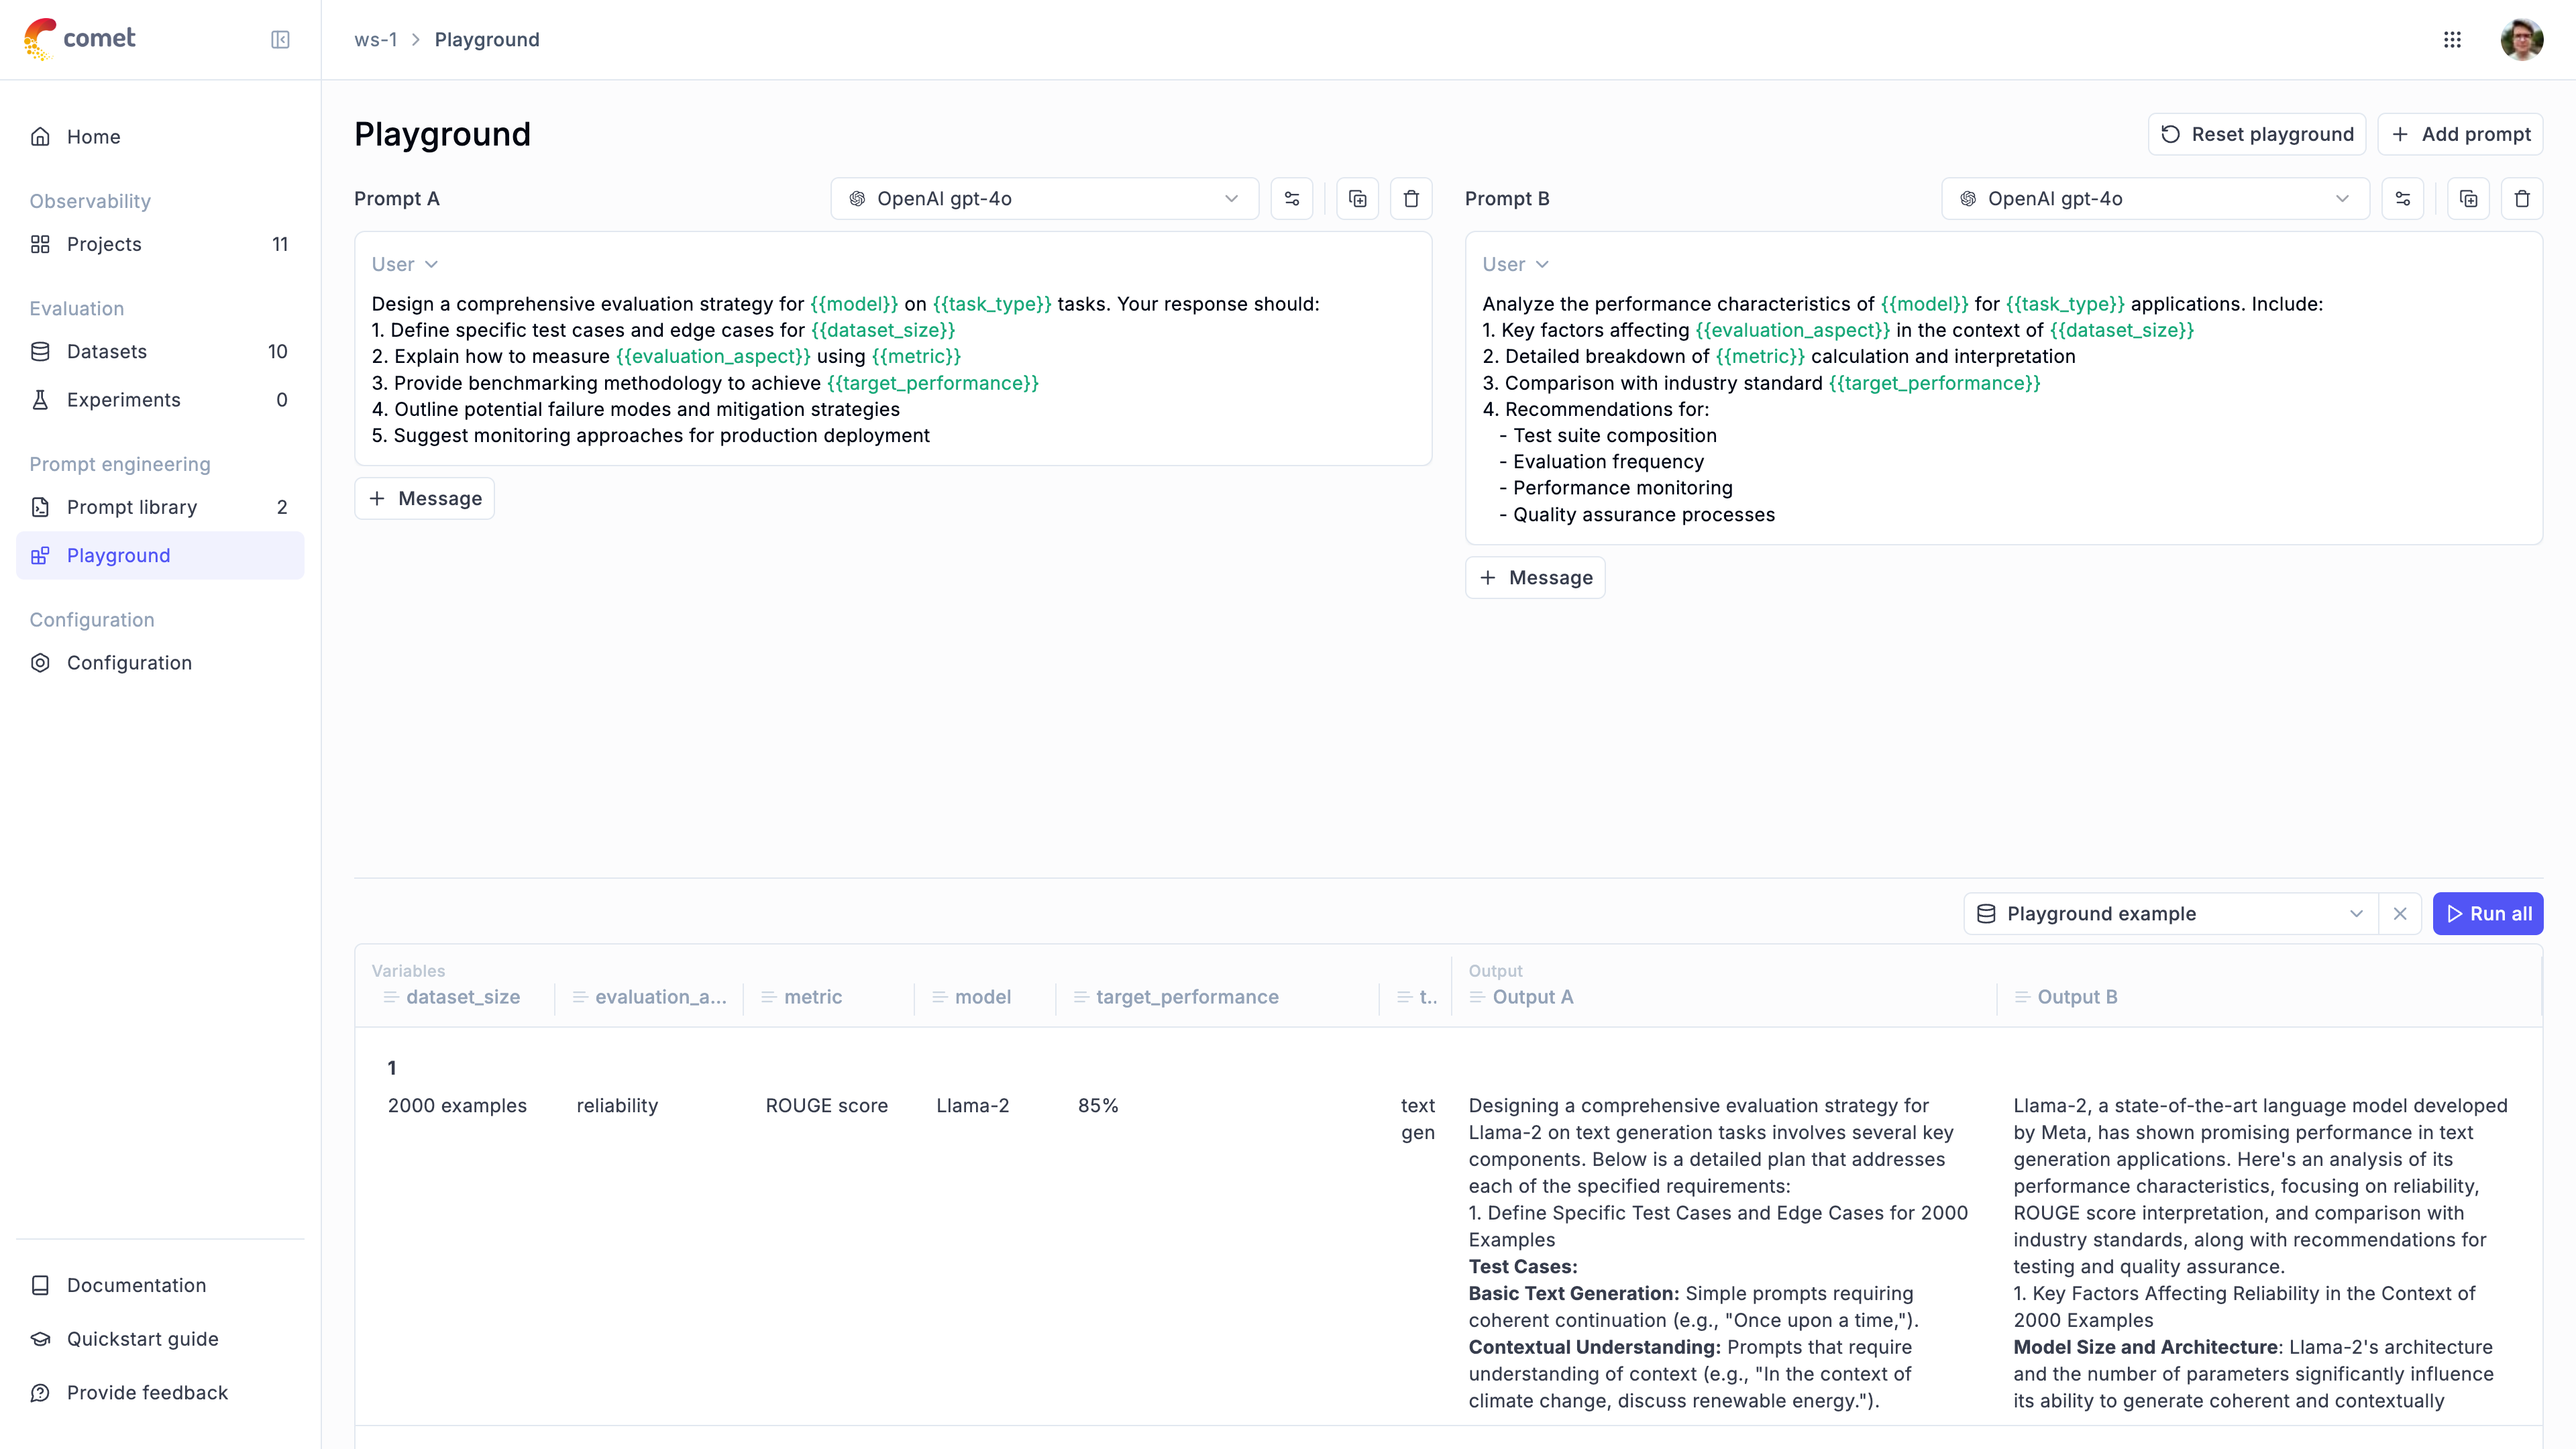 comet
ws-1 > Playground
Home
Observability
Projects 11
Evaluation
Datasets 10
Experiments 0
Prompt engineering
Prompt library 2
Playground
Configuration
Configuration
Documentation
Quickstart guide
Provide feedback
Playground
Reset playground
Add prompt
Prompt A
OpenAI gpt-4o
User
Design a comprehensive evaluation strategy for {{model}} on {{task_type}} tasks. Your response should:
1. Define specific test cases and edge cases for {{dataset_size}}
2. Explain how to measure {{evaluation_aspect}} using {{metric}}
3. Provide benchmarking methodology to achieve {{target_performance}}
4. Outline potential failure modes and mitigation strategies
5. Suggest monitoring approaches for production deployment
+ Message
Prompt B
OpenAI gpt-4o
User
Analyze the performance characteristics of {{model}} for {{task_type}} applications. Include:
1. Key factors affecting {{evaluation_aspect}} in the context of {{dataset_size}}
2. Detailed breakdown of {{metric}} calculation and interpretation
3. Comparison with industry standard {{target_performance}}
4. Recommendations for:
- Test suite composition
- Evaluation frequency
- Performance monitoring
- Quality assurance processes
+ Message
Playground example
Run all
Variables
dataset_size evaluation_a... metric model target_performance t..
Output
Output A Output B
1
2000 examples
reliability
ROUGE score
Llama-2
85%
text
gen
Designing a comprehensive evaluation strategy for
Llama-2 on text generation tasks involves several key
components. Below is a detailed plan that addresses
each of the specified requirements:
1. Define Specific Test Cases and Edge Cases for 2000
Examples
Test Cases:
Basic Text Generation: Simple prompts requiring
coherent continuation (e.g., "Once upon a time,").
Contextual Understanding: Prompts that require
understanding of context (e.g., "In the context of
climate change, discuss renewable energy.").
Llama-2, a state-of-the-art language model developed
by Meta, has shown promising performance in text
generation applications. Here's an analysis of its
performance characteristics, focusing on reliability,
ROUGE score interpretation, and comparison with
industry standards, along with recommendations for
testing and quality assurance.
1. Key Factors Affecting Reliability in the Context of
2000 Examples
Model Size and Architecture: Llama-2's architecture
and the number of parameters significantly influence
its ability to generate coherent and contextually